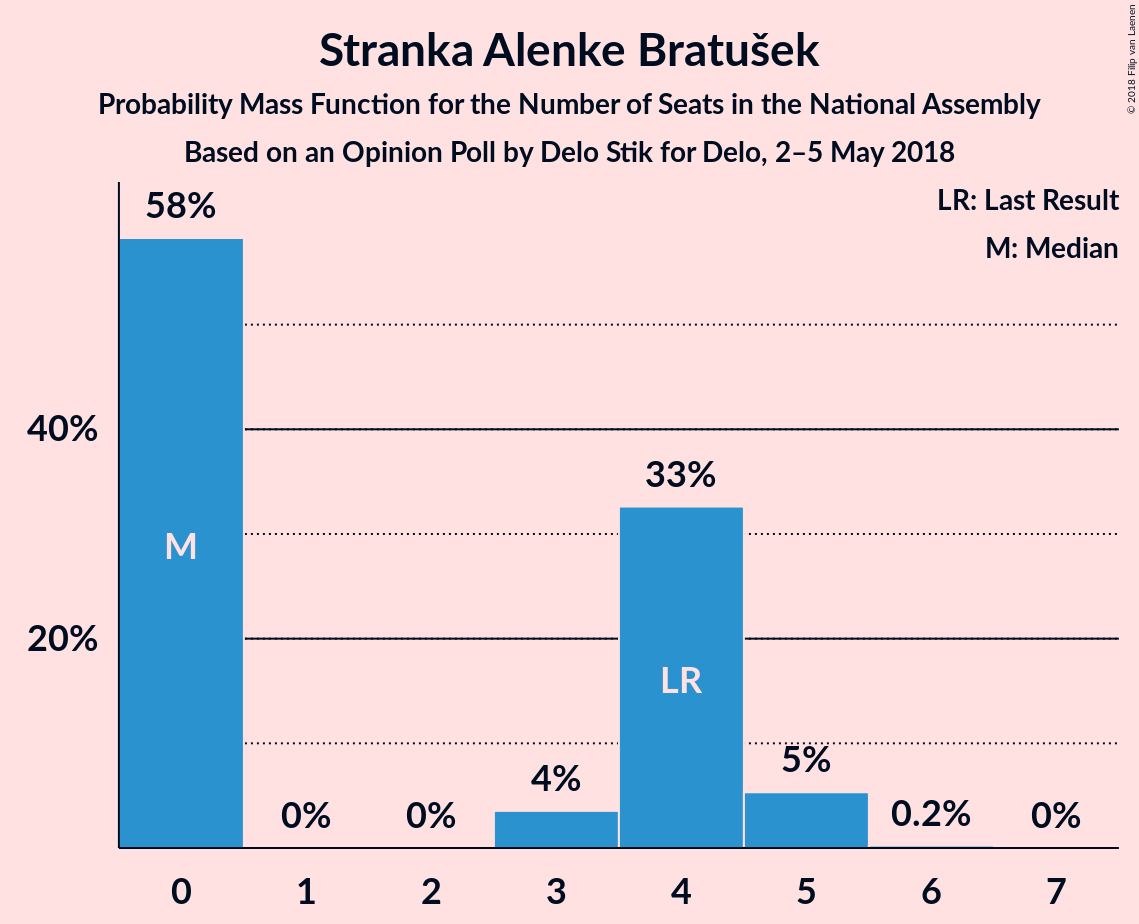 Stranka Alenke Bratušek
Probability Mass Function for the Number of Seats in the National Assembly
Based on an Opinion Poll by Delo Stik for Delo, 2–5 May 2018
© 2018 Filip van Laenen
LR: Last Result
M: Median
58%
40%
33%
M
20%
LR
5%
4%
0%
0%
0.2%
0%
0 1 2 3 4 5 6 7